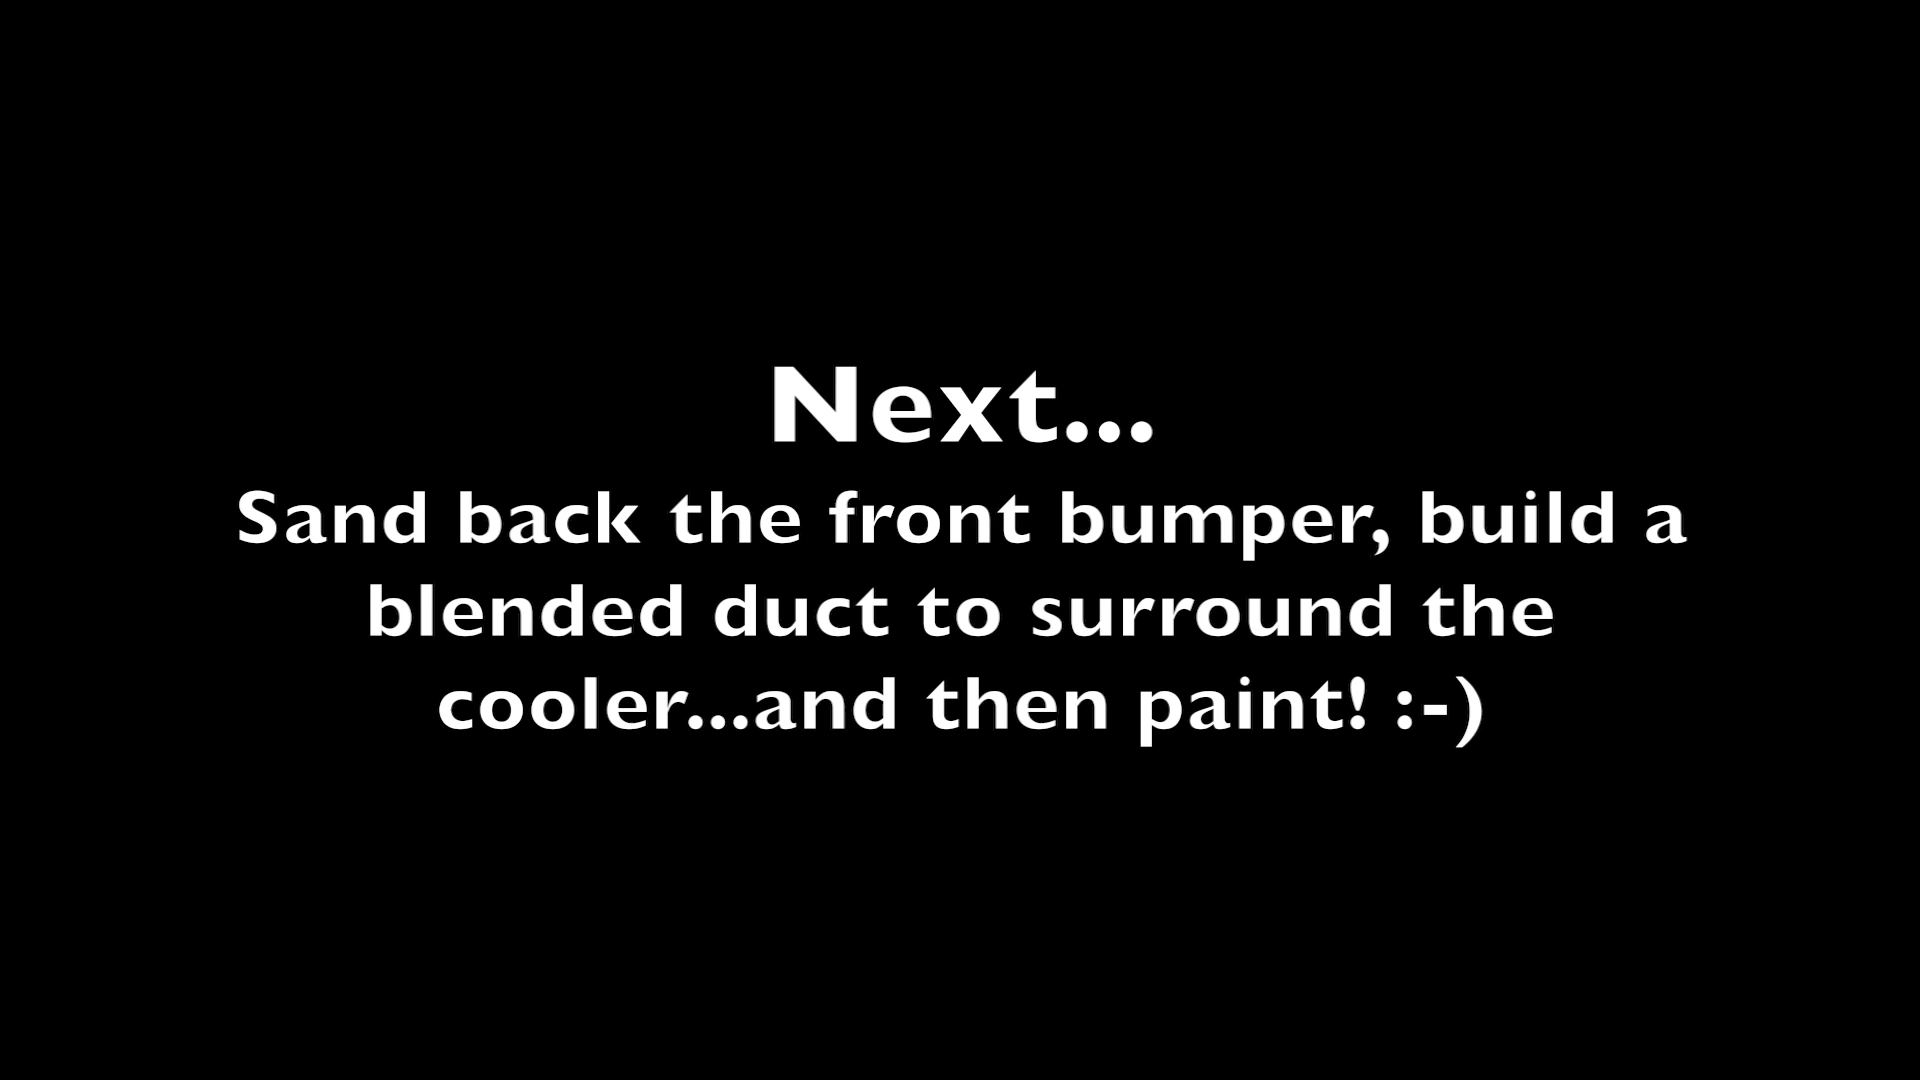 Next...
Sand back the front bumper, build a
blended duct to surround the
cooler...and then paint! :-)